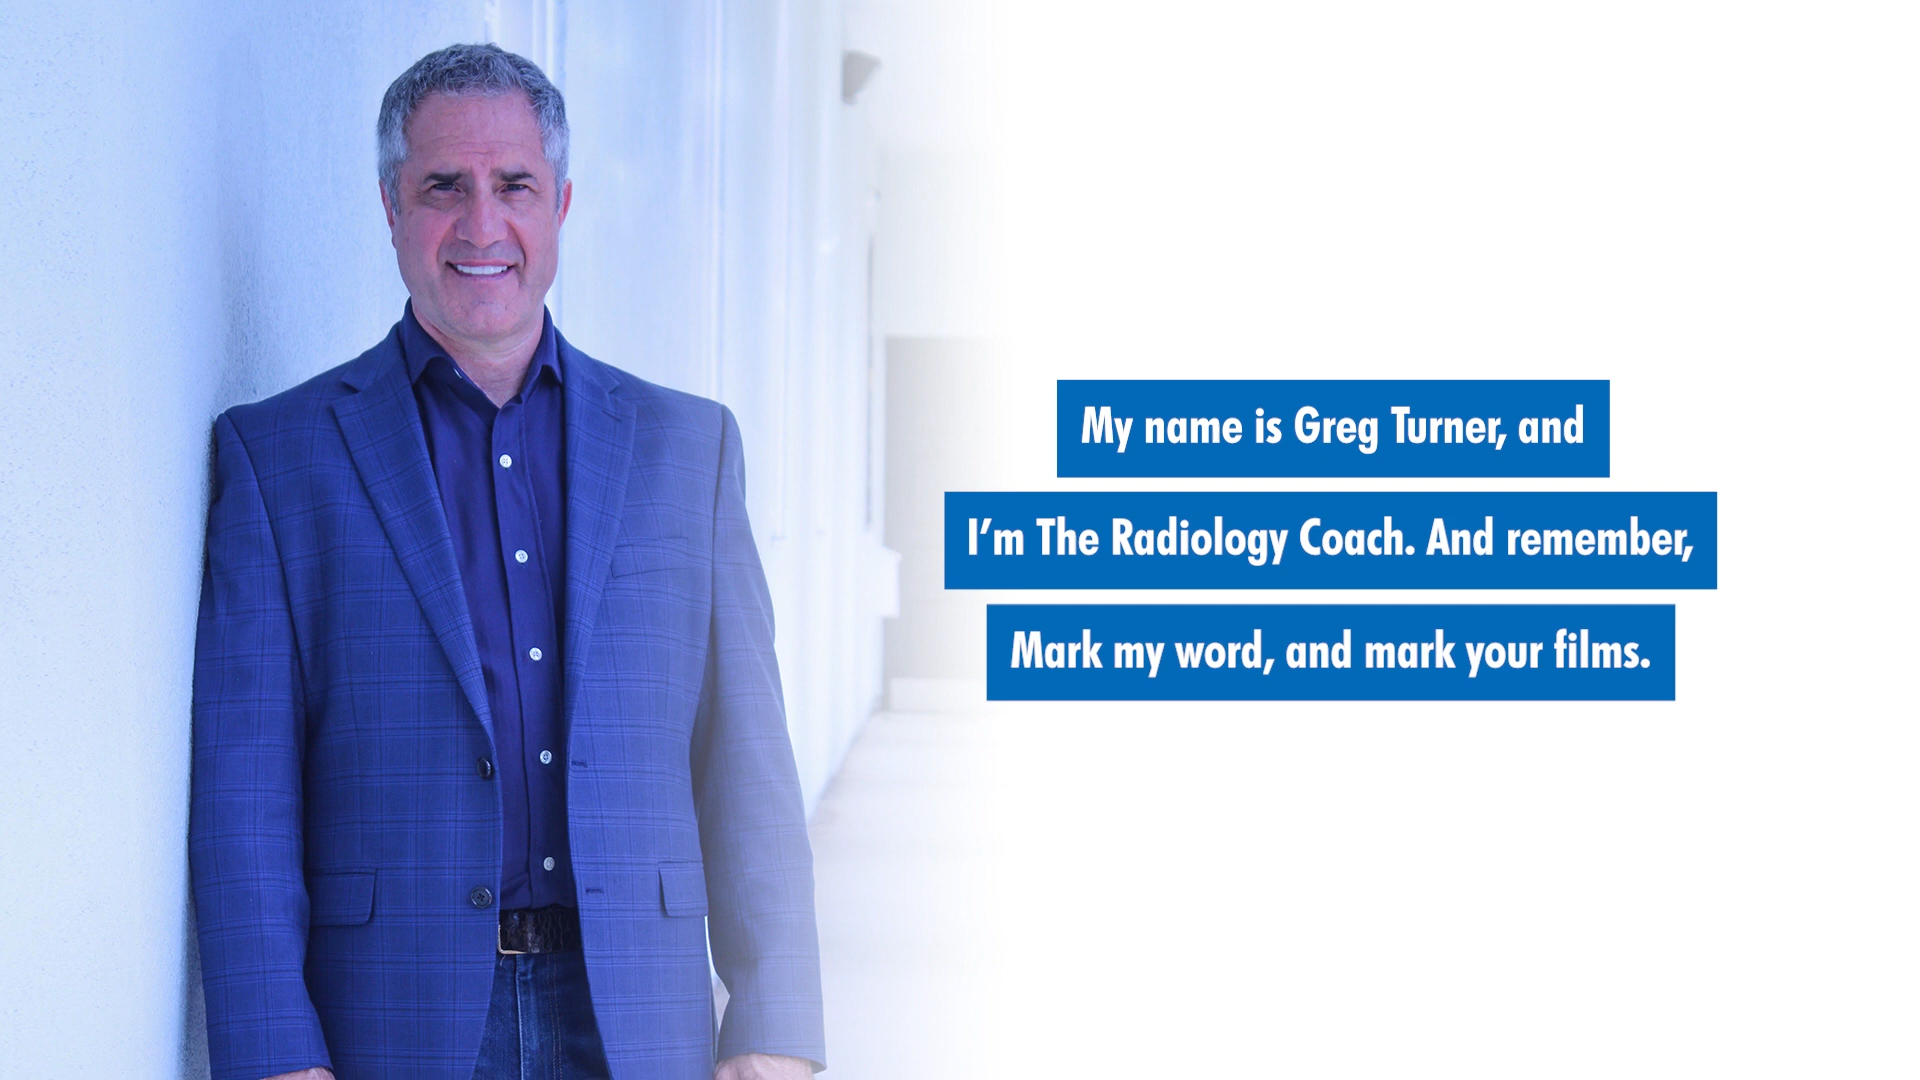 My name is Greg Turner, and
I’m The Radiology Coach. And remember,
Mark my word, and mark your films.